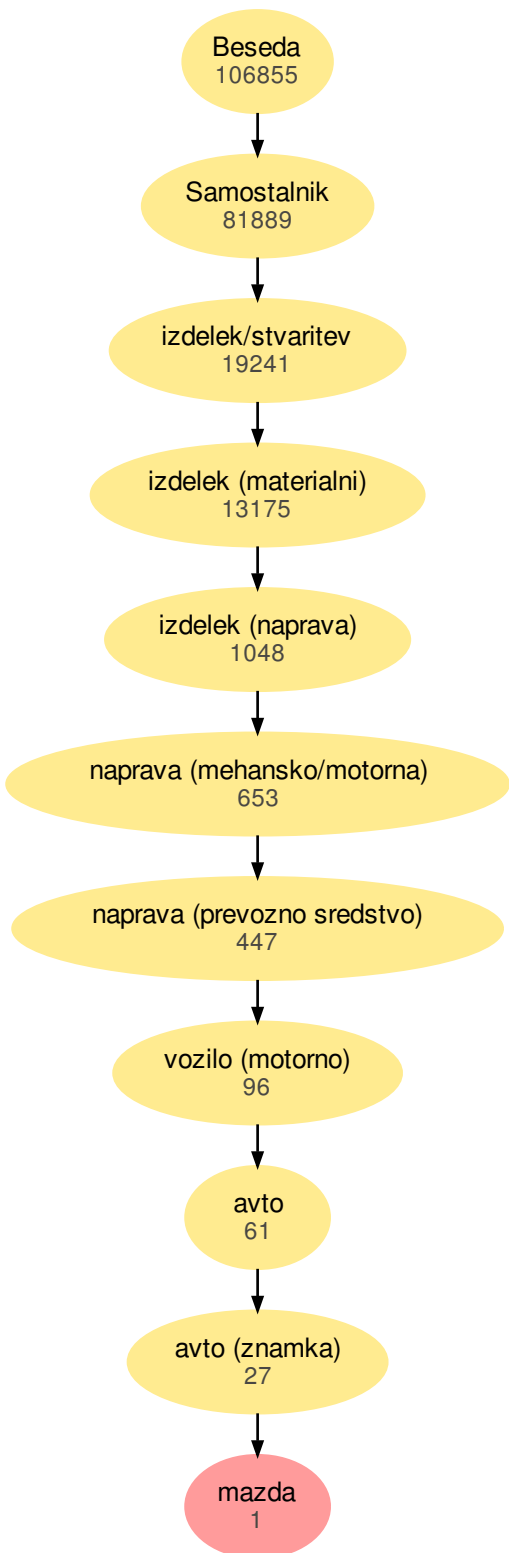 Beseda
106855
Samostalnik
81889
izdelek/stvaritev
19241
izdelek (materialni)
13175
izdelek (naprava)
1048
naprava (mehansko/motorna)
653
naprava (prevozno sredstvo)
447
vozilo (motorno)
96
avto
61
avto (znamka)
27
mazda
1